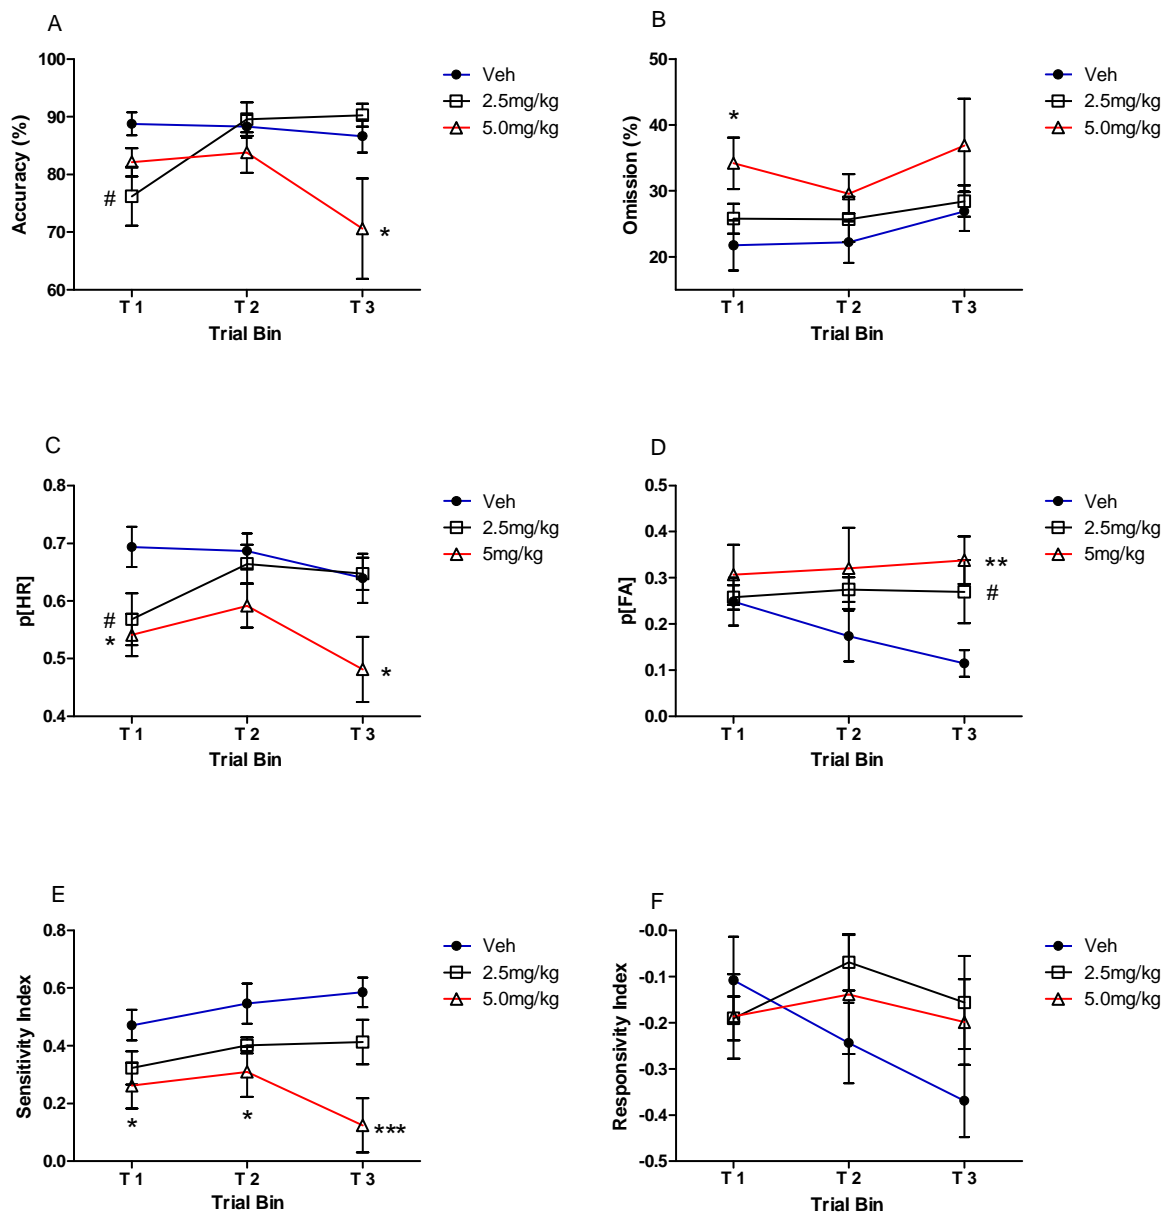 A
Accuracy (%)
100
90
80
70
60
#
*
T 1
T 2
T 3
Trial Bin
Veh
2.5mg/kg
5.0mg/kg
B
Omission (%)
50
40
30
20
*
T 1
T 2
T 3
Trial Bin
Veh
2.5mg/kg
5.0mg/kg
C
p[HR]
0.8
0.7
0.6
0.5
0.4
#
*
*
T 1
T 2
T 3
Trial Bin
Veh
2.5mg/kg
5mg/kg
D
p[FA]
0.5
0.4
0.3
0.2
0.1
0.0
**
#
T 1
T 2
T 3
Trial Bin
Veh
2.5mg/kg
5mg/kg
E
Sensitivity Index
0.8
0.6
0.4
0.2
0.0
*
*
***
T 1
T 2
T 3
Trial Bin
Veh
2.5mg/kg
5.0mg/kg
F
Responsivity Index
-0.0
-0.1
-0.2
-0.3
-0.4
-0.5
T 1
T 2
T 3
Trial Bin
Veh
2.5mg/kg
5.0mg/kg